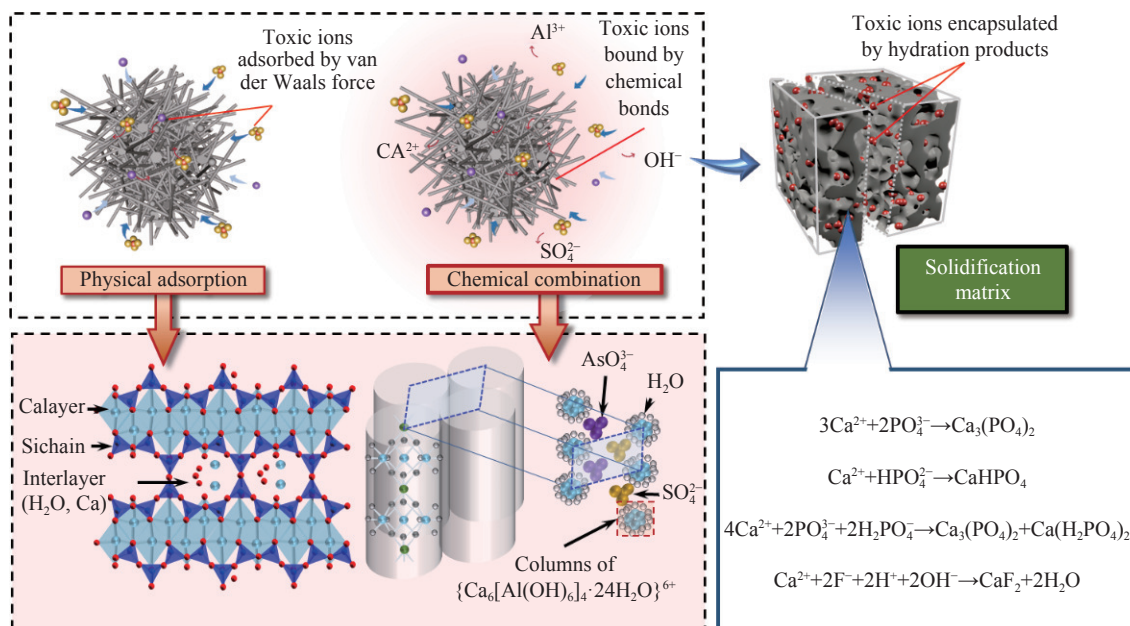 Toxic ions
adsorbed by van
der Waals force
Al³⁺
Toxic ions
bound by
chemical
bonds
CA²⁺
OH⁻
SO₄²⁻
Physical adsorption
Chemical combination
Toxic ions encapsulated
by hydration products
Solidification
matrix
Calayer
Sichain
Interlayer
(H₂O, Ca)
AsO₄³⁻
H₂O
SO₄²⁻
Columns of
{Ca₆[Al(OH)₆]₄·24H₂O}⁶⁺
3Ca²⁺+2PO₄³⁻→Ca₃(PO₄)₂
Ca²⁺+HPO₄²⁻→CaHPO₄
4Ca²⁺+2PO₄³⁻+2H₂PO₄⁻→Ca₃(PO₄)₂+Ca(H₂PO₄)₂
Ca²⁺+2F⁻+2H⁺+2OH⁻→CaF₂+2H₂O